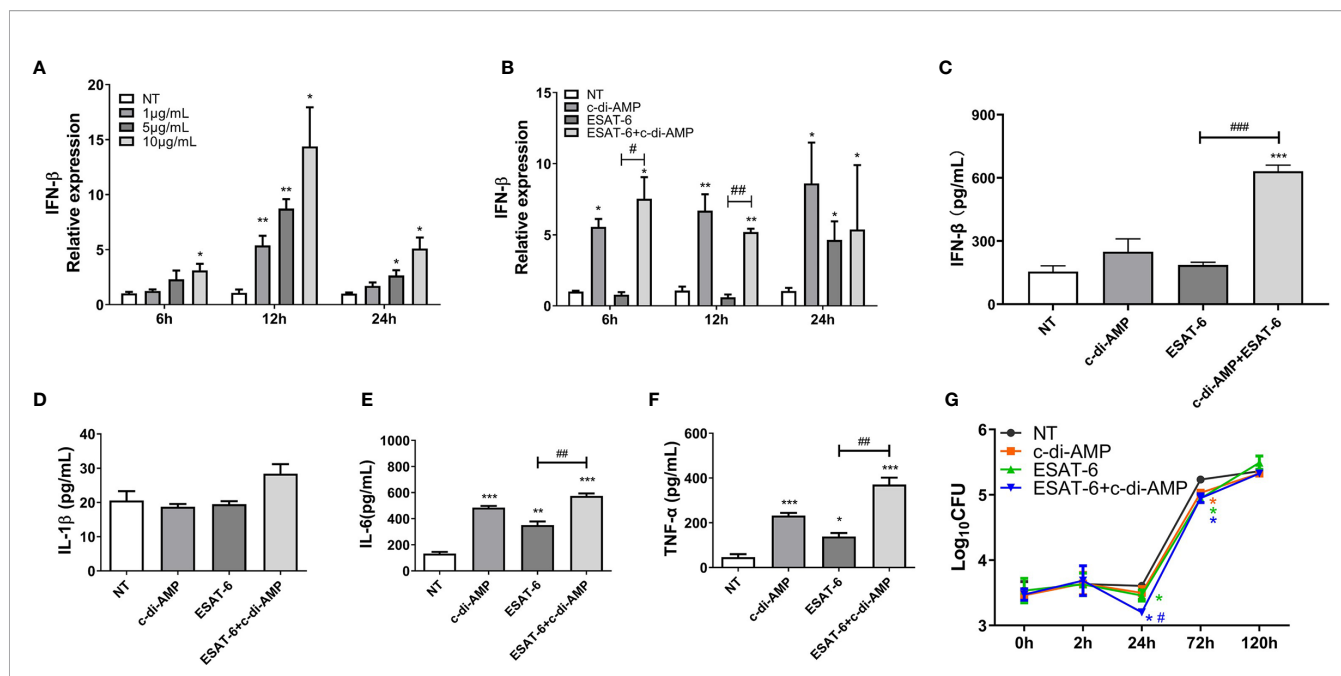 A
IFN-β
Relative expression
20
15
10
5
0
NT
1μg/mL
5μg/mL
10μg/mL
*
**
**
*
*
*
6h
12h
24h
B
IFN-β
Relative expression
15
10
5
0
NT
c-di-AMP
ESAT-6
ESAT-6+c-di-AMP
#
*
*
**
##
**
*
*
*
6h
12h
24h
C
IFN-β (pg/mL)
900
600
300
0
###
***
NT
c-di-AMP
ESAT-6
c-di-AMP+ESAT-6
D
IL-1β (pg/mL)
40
30
20
10
0
NT
c-di-AMP
ESAT-6
ESAT-6+c-di-AMP
E
IL-6(pg/mL)
1000
800
600
400
200
0
##
***
**
***
NT
c-di-AMP
ESAT-6
ESAT-6+c-di-AMP
F
TNF-α (pg/mL)
600
400
200
0
##
***
*
***
NT
c-di-AMP
ESAT-6
ESAT-6+c-di-AMP
G
Log10CFU
6
5
4
3
NT
c-di-AMP
ESAT-6
ESAT-6+c-di-AMP
*
*
*
*
* #
0h
2h
24h
72h
120h